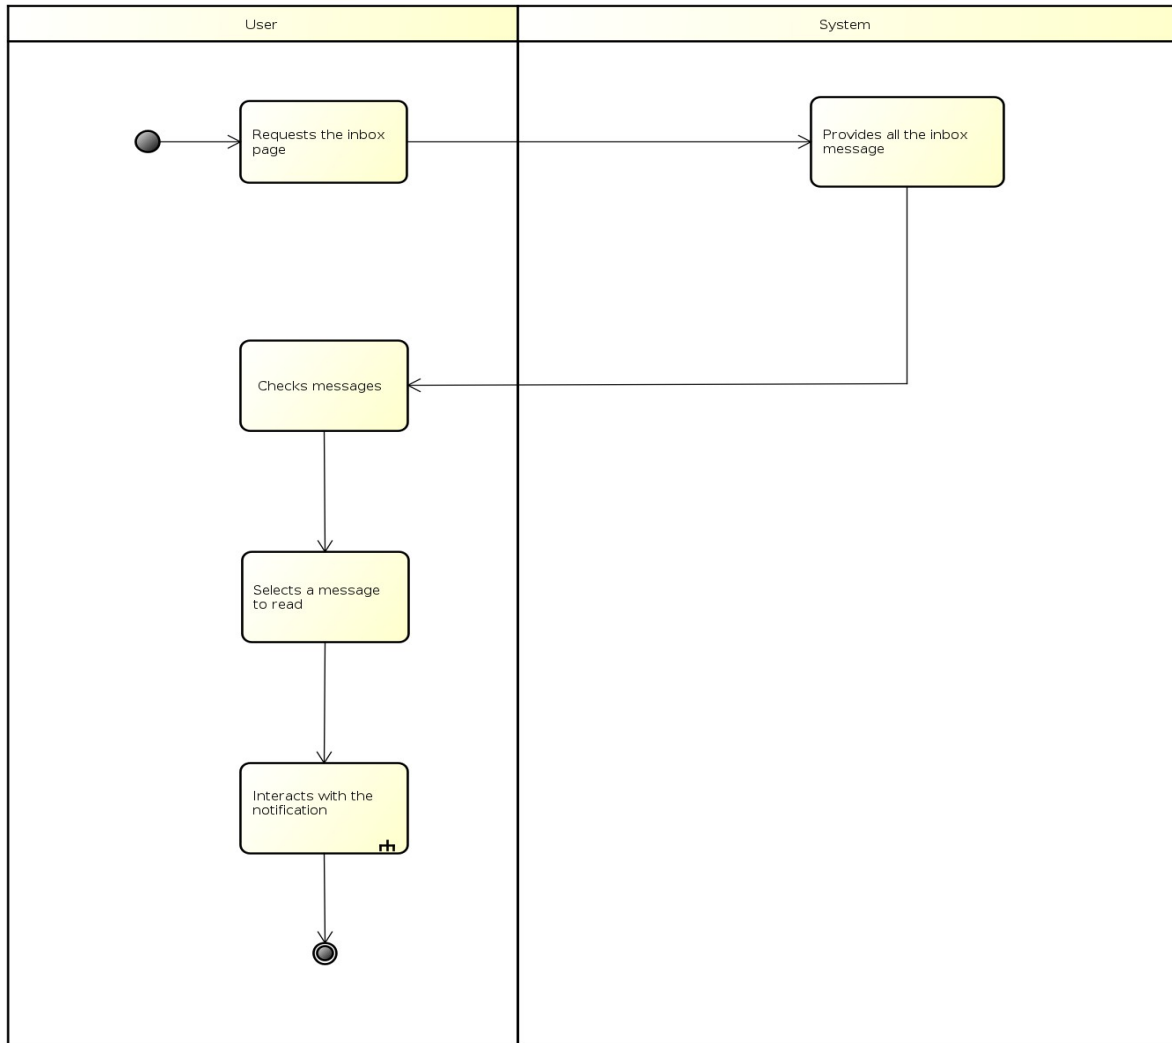 User
System
Requests the inbox
page
Provides all the inbox
message
Checks messages
Selects a message
to read
Interacts with the
notification